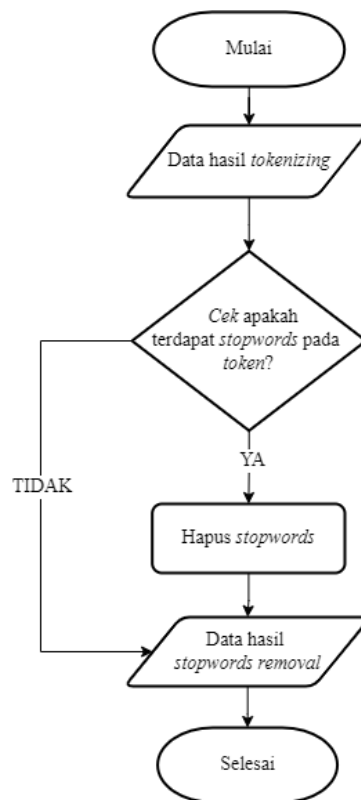 Mulai
Data hasil tokenizing
Cek apakah
terdapat stopwords pada
token?
YA
TIDAK
Hapus stopwords
Data hasil
stopwords removal
Selesai